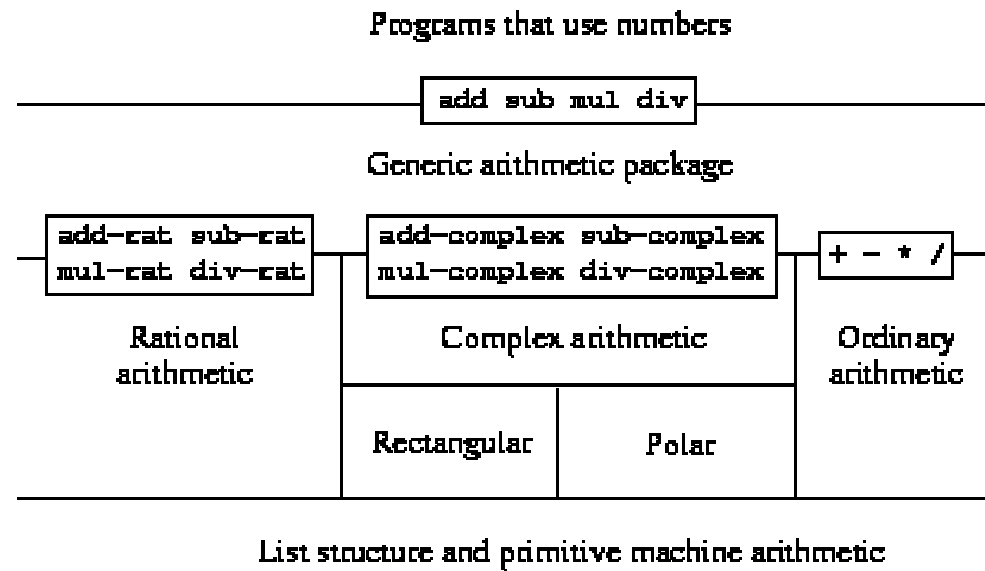 Programs that use numbers
add sub mul div
Generic arithmetic package
add-rat sub-rat
mul-rat div-rat
add-complex sub-complex
mul-complex div-complex
+ - * /
Rational
arithmetic
Complex arithmetic
Ordinary
arithmetic
Rectangular
Polar
List structure and primitive machine arithmetic